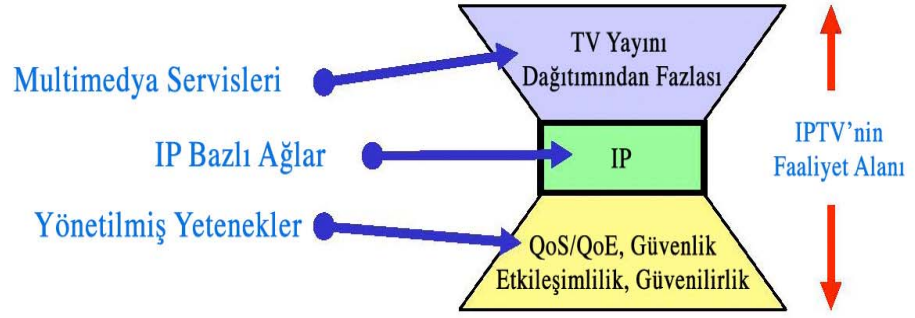 TV Yayını
Dağıtımından Fazlası
Multimedya Servisleri
IP Bazlı Ağlar
IP
IPTV’nin
Faaliyet Alanı
Yönetilmiş Yetenekler
QoS/QoE, Güvenlik
Etkileşimlilik, Güvenilirlik